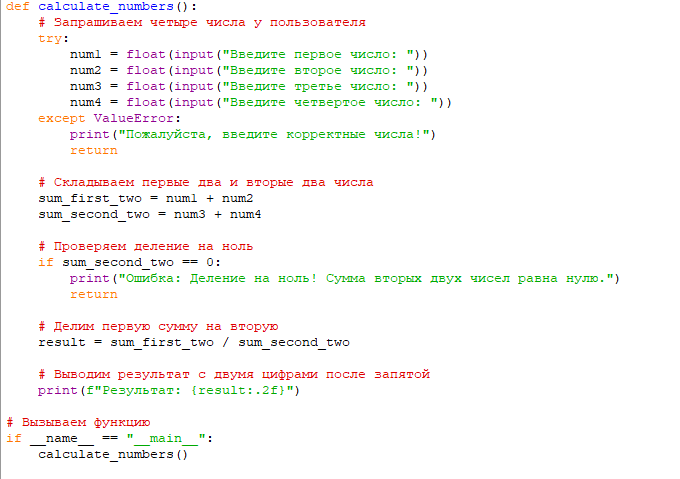 def calculate_numbers():
    # Запрашиваем четыре числа у пользователя
    try:
        num1 = float(input("Введите первое число: "))
        num2 = float(input("Введите второе число: "))
        num3 = float(input("Введите третье число: "))
        num4 = float(input("Введите четвертое число: "))
    except ValueError:
        print("Пожалуйста, введите корректные числа!")
        return

    # Складываем первые два и вторые два числа
    sum_first_two = num1 + num2
    sum_second_two = num3 + num4

    # Проверяем деление на ноль
    if sum_second_two == 0:
        print("Ошибка: Деление на ноль! Сумма вторых двух чисел равна нулю.")
        return

    # Делим первую сумму на вторую
    result = sum_first_two / sum_second_two

    # Выводим результат с двумя цифрами после запятой
    print(f"Результат: {result:.2f}")

# Вызываем функцию
if __name__ == "__main__":
    calculate_numbers()